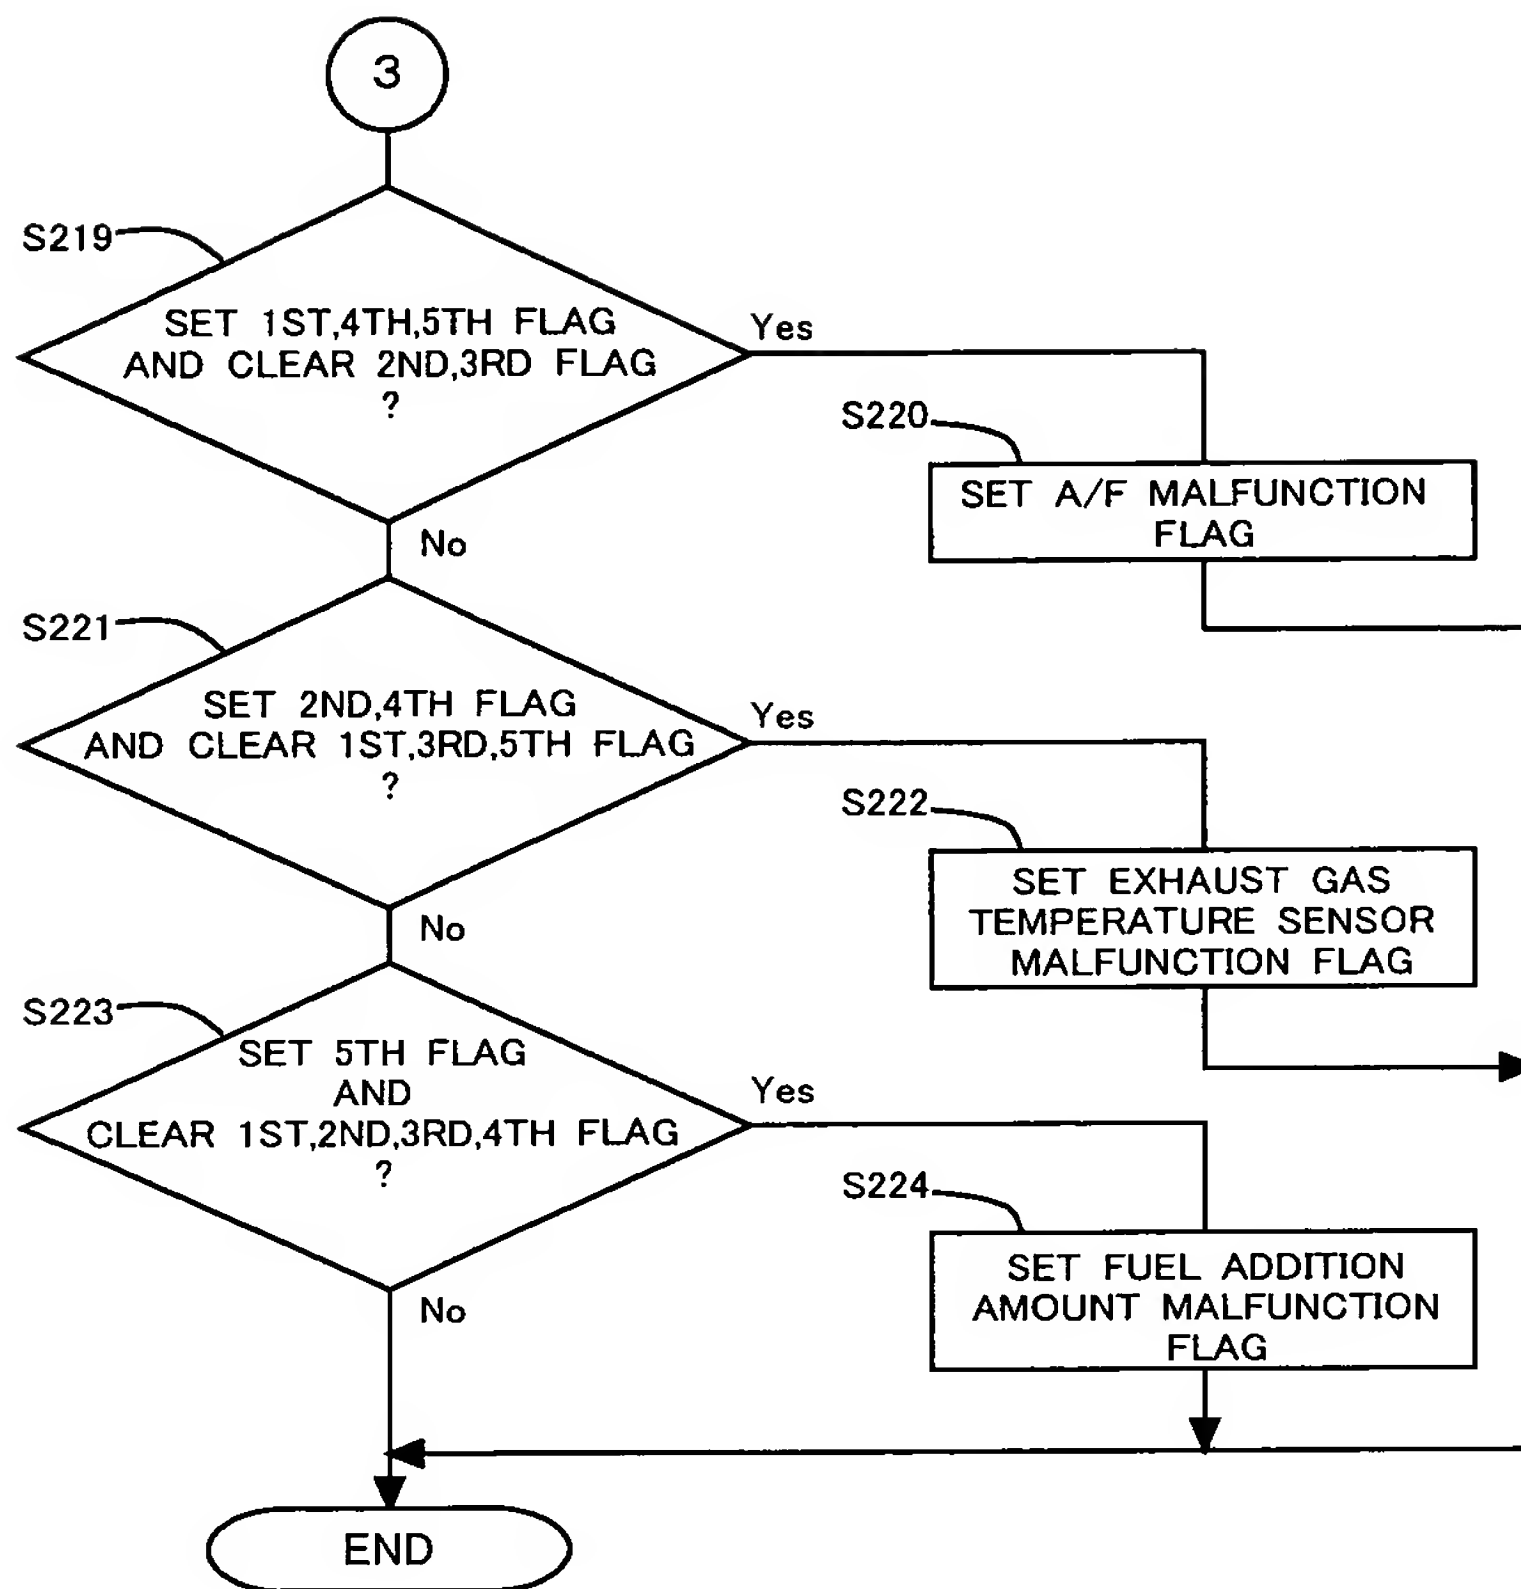 3
S219
SET 1ST,4TH,5TH FLAG
AND CLEAR 2ND,3RD FLAG
?
Yes
No
S220
SET A/F MALFUNCTION
FLAG
S221
SET 2ND,4TH FLAG
AND CLEAR 1ST,3RD,5TH FLAG
?
Yes
No
S222
SET EXHAUST GAS
TEMPERATURE SENSOR
MALFUNCTION FLAG
S223
SET 5TH FLAG
AND
CLEAR 1ST,2ND,3RD,4TH FLAG
?
Yes
No
S224
SET FUEL ADDITION
AMOUNT MALFUNCTION
FLAG
END